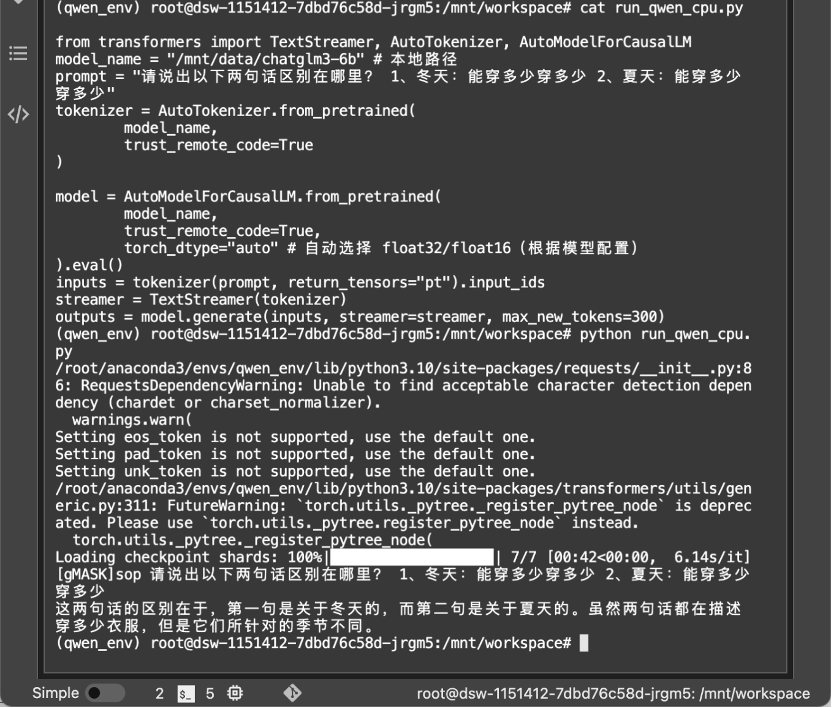 (qwen_env) root@dsw-1151412-7dbd76c58d-jrgm5:/mnt/workspace# cat run_qwen_cpu.py
from transformers import TextStreamer, AutoTokenizer, AutoModelForCausalLM
model_name = "/mnt/data/chatglm3-6b" # 本地路径
prompt = "请说出以下两句话区别在哪里？ 1、冬天：能穿多少穿多少 2、夏天：能穿多少
穿多少"
tokenizer = AutoTokenizer.from_pretrained(
        model_name,
        trust_remote_code=True
)
model = AutoModelForCausalLM.from_pretrained(
        model_name,
        trust_remote_code=True,
        torch_dtype="auto" # 自动选择 float32/float16（根据模型配置）
).eval()
inputs = tokenizer(prompt, return_tensors="pt").input_ids
streamer = TextStreamer(tokenizer)
outputs = model.generate(inputs, streamer=streamer, max_new_tokens=300)
(qwen_env) root@dsw-1151412-7dbd76c58d-jrgm5:/mnt/workspace# python run_qwen_cpu.
py
/root/anaconda3/envs/qwen_env/lib/python3.10/site-packages/requests/__init__.py:8
6: RequestsDependencyWarning: Unable to find acceptable character detection depen
dency (chardet or charset_normalizer).
  warnings.warn(
Setting eos_token is not supported, use the default one.
Setting pad_token is not supported, use the default one.
Setting unk_token is not supported, use the default one.
/root/anaconda3/envs/qwen_env/lib/python3.10/site-packages/transformers/utils/gen
eric.py:311: FutureWarning: `torch.utils._pytree._register_pytree_node` is deprec
ated. Please use `torch.utils._pytree.register_pytree_node` instead.
  torch.utils._pytree._register_pytree_node(
Loading checkpoint shards: 100%|| 7/7 [00:42<00:00,  6.14s/it]
[gMASK]sop 请说出以下两句话区别在哪里？ 1、冬天：能穿多少穿多少 2、夏天：能穿多少
穿多少
这两句话的区别在于，第一句是关于冬天的，而第二句是关于夏天的。虽然两句话都在描述
穿多少衣服，但是它们所针对的季节不同。
(qwen_env) root@dsw-1151412-7dbd76c58d-jrgm5:/mnt/workspace#
Simple 2 $_ 5 root@dsw-1151412-7dbd76c58d-jrgm5: /mnt/workspace